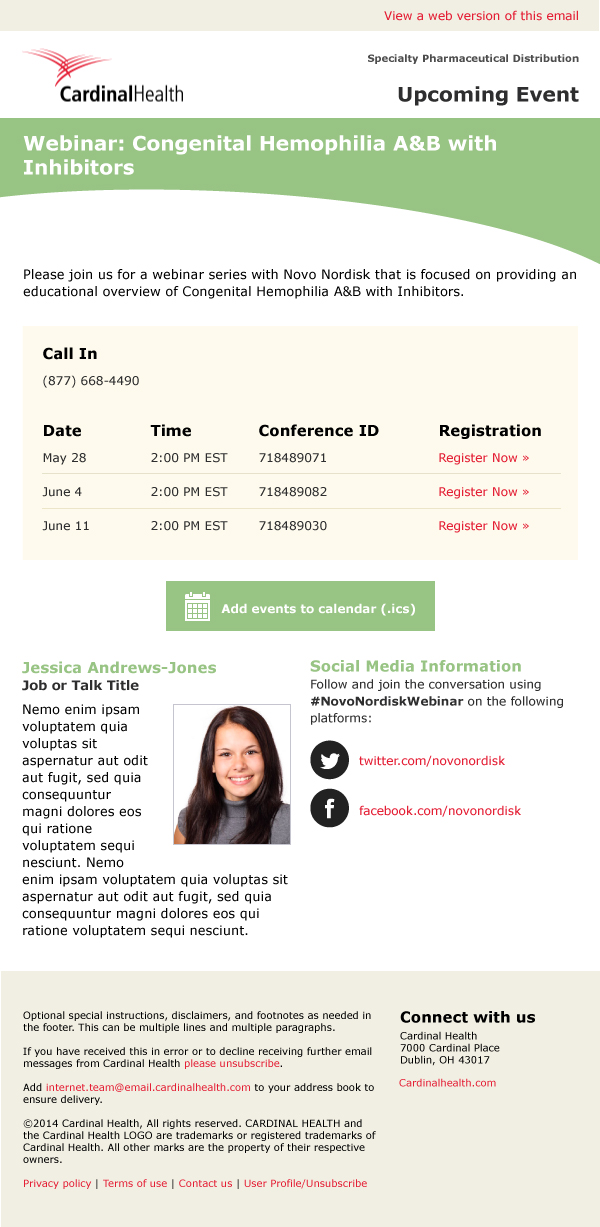 View a web version of this email
CardinalHealth
Specialty Pharmaceutical Distribution
Upcoming Event
Webinar: Congenital Hemophilia A&B with
Inhibitors
Please join us for a webinar series with Novo Nordisk that is focused on providing an
educational overview of Congenital Hemophilia A&B with Inhibitors.
Call In
(877) 668-4490
Date Time Conference ID Registration
May 28 2:00 PM EST 718489071 Register Now »
June 4 2:00 PM EST 718489082 Register Now »
June 11 2:00 PM EST 718489030 Register Now »
Add events to calendar (.ics)
Jessica Andrews-Jones
Job or Talk Title
Nemo enim ipsam
voluptatem quia
voluptas sit
aspernatur aut odit
aut fugit, sed quia
consequuntur
magni dolores eos
qui ratione
voluptatem sequi
nesciunt. Nemo
enim ipsam voluptatem quia voluptas sit
aspernatur aut odit aut fugit, sed quia
consequuntur magni dolores eos qui
ratione voluptatem sequi nesciunt.
Social Media Information
Follow and join the conversation using
#NovoNordiskWebinar on the following
platforms:
twitter.com/novonordisk
facebook.com/novonordisk
Optional special instructions, disclaimers, and footnotes as needed in
the footer. This can be multiple lines and multiple paragraphs.
If you have received this in error or to decline receiving further email
messages from Cardinal Health please unsubscribe.
Add internet.team@email.cardinalhealth.com to your address book to
ensure delivery.
©2014 Cardinal Health, All rights reserved. CARDINAL HEALTH and
the Cardinal Health LOGO are trademarks or registered trademarks of
Cardinal Health. All other marks are the property of their respective
owners.
Privacy policy | Terms of use | Contact us | User Profile/Unsubscribe
Connect with us
Cardinal Health
7000 Cardinal Place
Dublin, OH 43017
Cardinalhealth.com